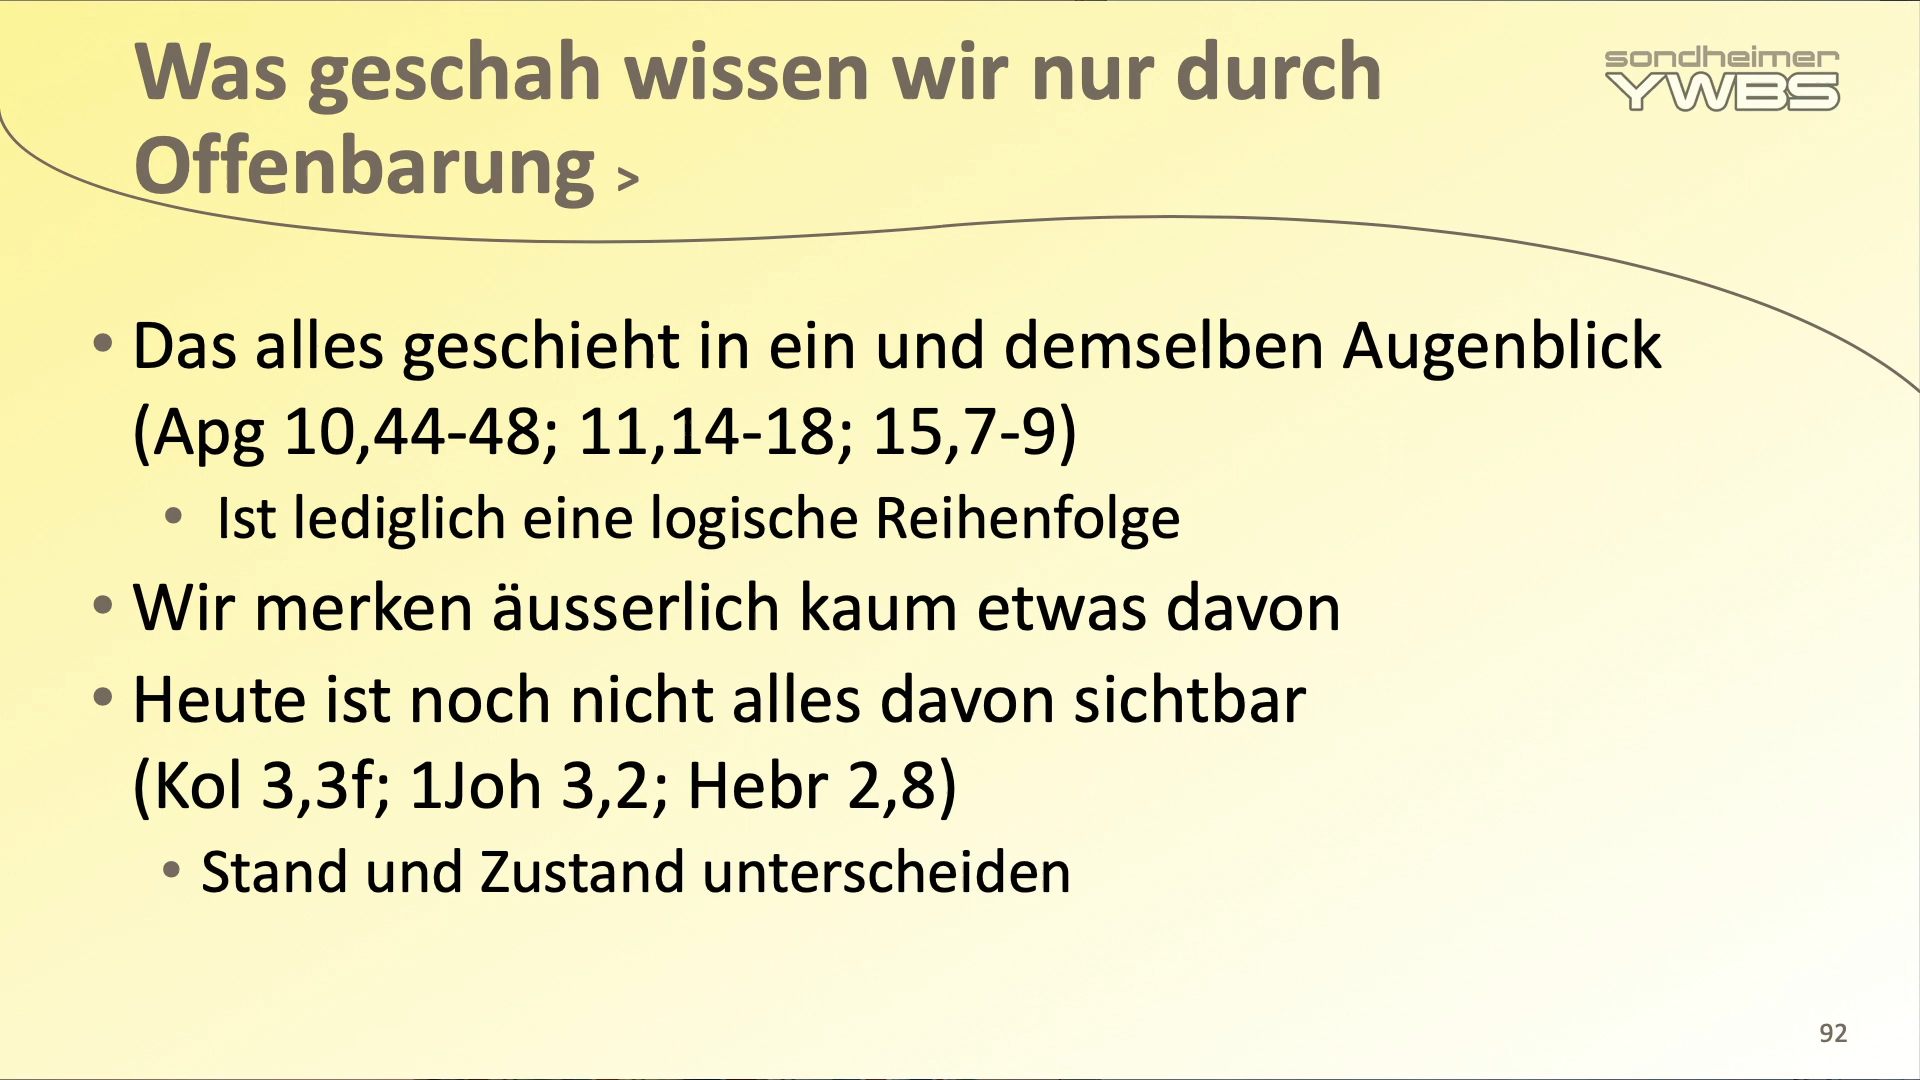 Was geschah wissen wir nur durch
Offenbarung >
sondheimer
YWBS
• Das alles geschieht in ein und demselben Augenblick
(Apg 10,44-48; 11,14-18; 15,7-9)
• Ist lediglich eine logische Reihenfolge
• Wir merken äusserlich kaum etwas davon
• Heute ist noch nicht alles davon sichtbar
(Kol 3,3f; 1Joh 3,2; Hebr 2,8)
• Stand und Zustand unterscheiden
92